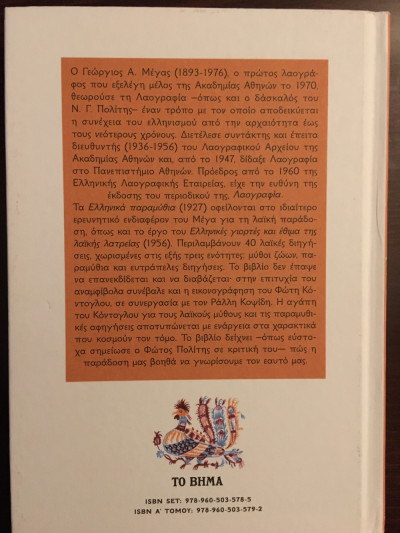 Ο Γεώργιος Α. Μέγας (1893-1976), ο πρώτος λαογρά-
φος που εξελέγη μέλος της Ακαδημίας Αθηνών το 1970,
θεωρούσε τη Λαογραφία –όπως και ο δάσκαλός του
Ν. Γ. Πολίτης– έναν τρόπο με τον οποίο αποδεικνύεται
η συνέχεια του ελληνισμού από την αρχαιότητα έως
τους νεότερους χρόνους. Διετέλεσε συντάκτης και έπειτα
διευθυντής (1936-1956) του Λαογραφικού Αρχείου της
Ακαδημίας Αθηνών και, από το 1947, δίδαξε Λαογραφία
στο Πανεπιστήμιο Αθηνών. Πρόεδρος από το 1960 της
Ελληνικής Λαογραφικής Εταιρείας, είχε την ευθύνη της
έκδοσης του περιοδικού της, Λαογραφία.
Τα Ελληνικά παραμύθια (1927) οφείλονται στο ιδιαίτερο
ερευνητικό ενδιαφέρον του Μέγα για τη λαϊκή παράδο-
ση, όπως και το έργο του Ελληνικές γιορτές και έθιμα της
λαϊκής λατρείας (1956). Περιλαμβάνουν 40 λαϊκές διηγή-
σεις, χωρισμένες στις εξής τρεις ενότητες: μύθοι ζώων, πα-
ραμύθια και ευτράπελες διηγήσεις. Το βιβλίο δεν έπαψε
να επανεκδίδεται και να διαβάζεται· στην επιτυχία του
αναμφίβολα συνέβαλε και η εικονογράφηση του Φώτη Κό-
ντογλου, σε συνεργασία με τον Ράλλη Κοψίδη. Η αγάπη
του Κόντογλου για τους λαϊκούς μύθους και τις παραμυθι-
κές αφηγήσεις αποτυπώνεται με ενάργεια στα χαρακτικά
που κοσμούν τον τόμο. Το βιβλίο δείχνει –όπως εύστο-
χα σημείωσε ο Φώτος Πολίτης σε κριτική του– πώς η
παράδοση μας βοηθά να γνωρίσουμε τον εαυτό μας.
ΤΟ ΒΗΜΑ
ISBN SET: 978-960-503-578-5
ISBN Α΄ ΤΟΜΟΥ: 978-960-503-579-2